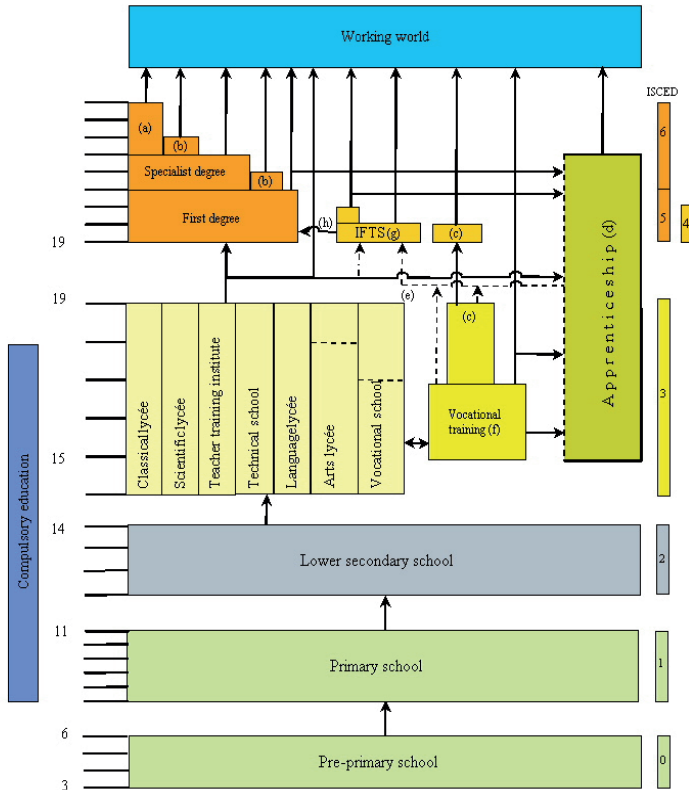 Working world
ISCED
(a)
6
(b)
Specialist degree
(b)
First degree
(h)
IFTS (g)
(c)
5
4
19
Apprenticeship (d)
19
(e)
(c)
3
Compulsory education
Classicallycée
Scientificlycée
Teacher training institute
Technical school
Languagelycée
Arts lycée
Vocational school
Vocational
training (f)
15
14
Lower secondary school
2
11
Primary school
1
6
Pre-primary school
0
3